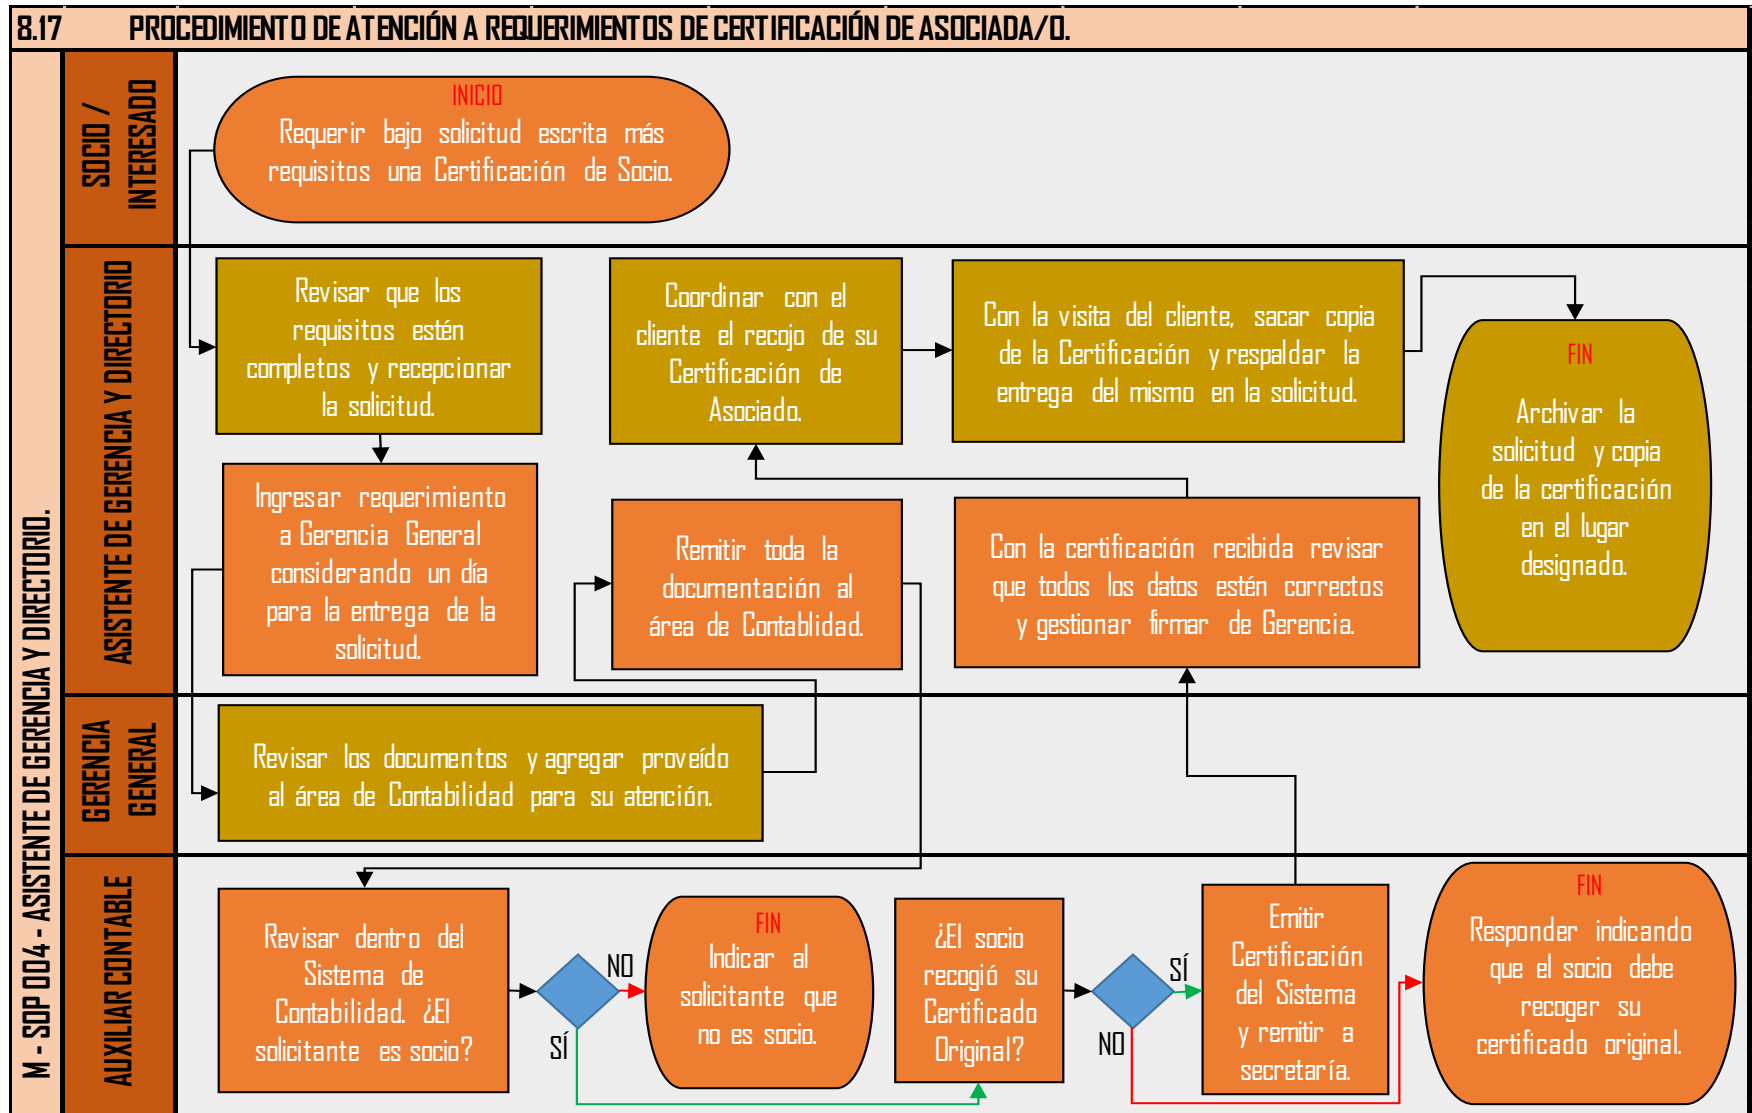 8.17 PROCEDIMIENTO DE ATENCIÓN A REQUERIMIENTOS DE CERTIFICACIÓN DE ASOCIADA/O.
M - SDP 004 - ASISTENTE DE GERENCIA Y DIRECTORIO.
SOCIO /
INTERESADO
INICIO
Requerir bajo solicitud escrita más
requisitos una Certificación de Socio.
ASISTENTE DE GERENCIA Y DIRECTORIO
Revisar que los
requisitos estén
completos y recepcionar
la solicitud.
Coordinar con el
cliente el recojo de su
Certificación de
Asociado.
Con la visita del cliente, sacar copia
de la Certificación y respaldar la
entrega del mismo en la solicitud.
FIN
Archivar la
solicitud y copia
de la certificación
en el lugar
designado.
Ingresar requerimiento
a Gerencia General
considerando un día
para la entrega de la
solicitud.
Remitir toda la
documentación al
área de Contablidad.
Con la certificación recibida revisar
que todos los datos estén correctos
y gestionar firmar de Gerencia.
GERENCIA
GENERAL
Revisar los documentos y agregar proveído
al área de Contabilidad para su atención.
AUXILIAR CONTABLE
Revisar dentro del
Sistema de
Contabilidad. ¿El
solicitante es socio?
NO
SÍ
FIN
Indicar al
solicitante que
no es socio.
¿El socio
recogió su
Certificado
Original?
SÍ
NO
Emitir
Certificación
del Sistema
y remitir a
secretaría.
FIN
Responder indicando
que el socio debe
recoger su
certificado original.